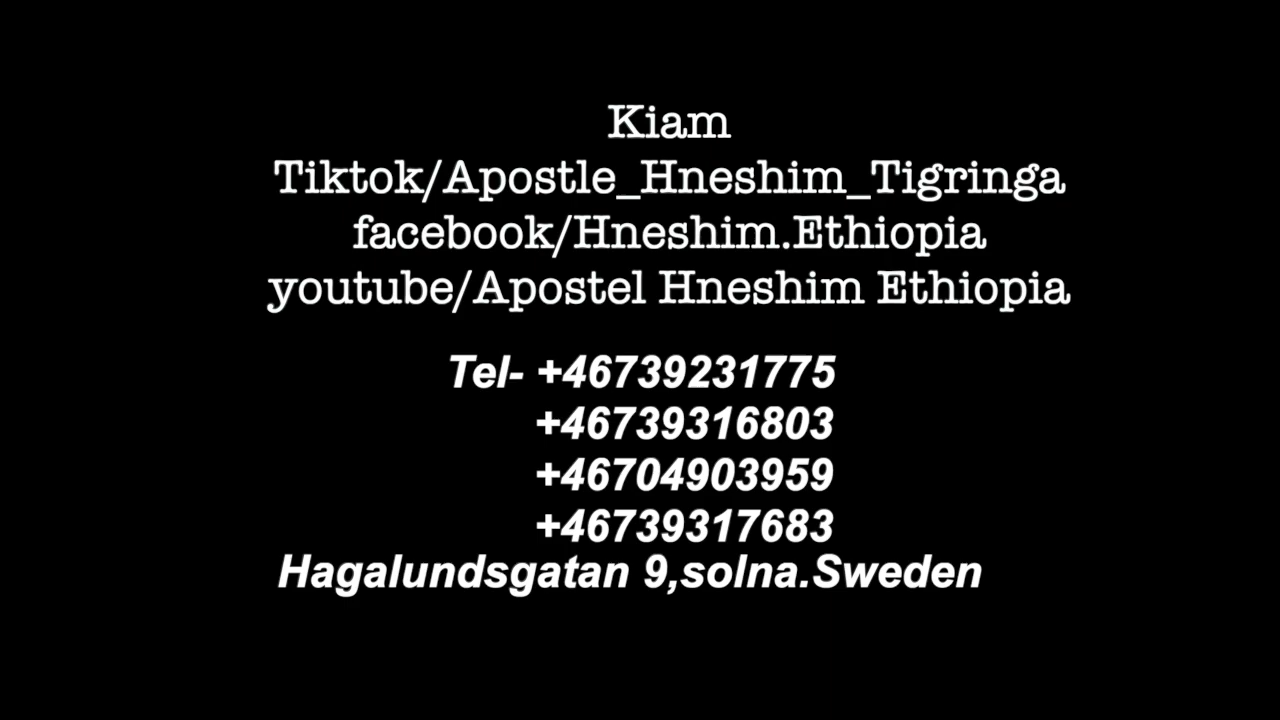 Kiam
Tiktok/Apostle_Hneshim_Tigringa
facebook/Hneshim.Ethiopia
youtube/Apostel Hneshim Ethiopia
Tel- +46739231775
+46739316803
+46704903959
+46739317683
Hagalundsgatan 9,solna.Sweden